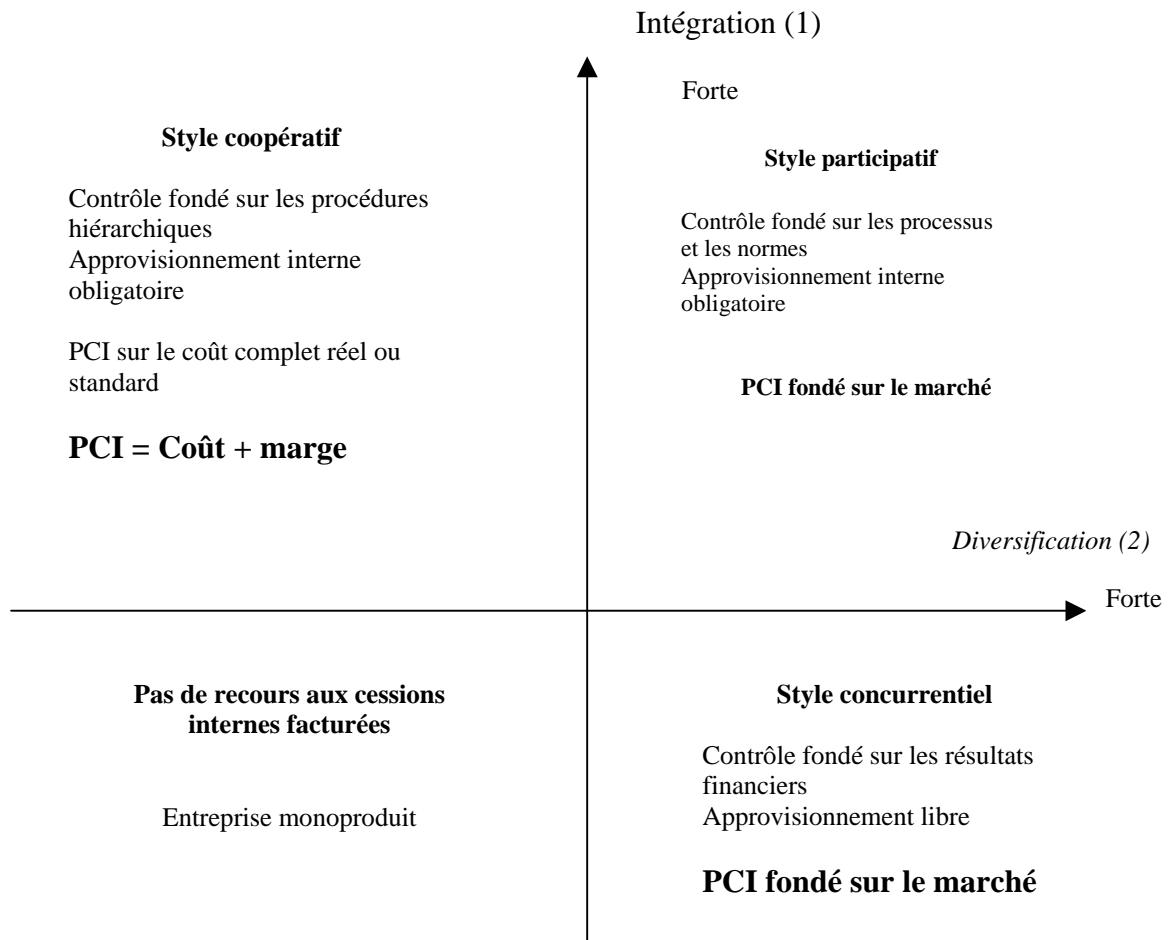 Intégration (1)
Forte
Style coopératif
Contrôle fondé sur les procédures
hiérarchiques
Approvisionnement interne
obligatoire
PCI sur le coût complet réel ou
standard
PCI = Coût + marge
Style participatif
Contrôle fondé sur les processus
et les normes
Approvisionnement interne
obligatoire
PCI fondé sur le marché
Diversification (2)
Forte
Pas de recours aux cessions
internes facturées
Entreprise monoproduit
Style concurrentiel
Contrôle fondé sur les résultats
financiers
Approvisionnement libre
PCI fondé sur le marché